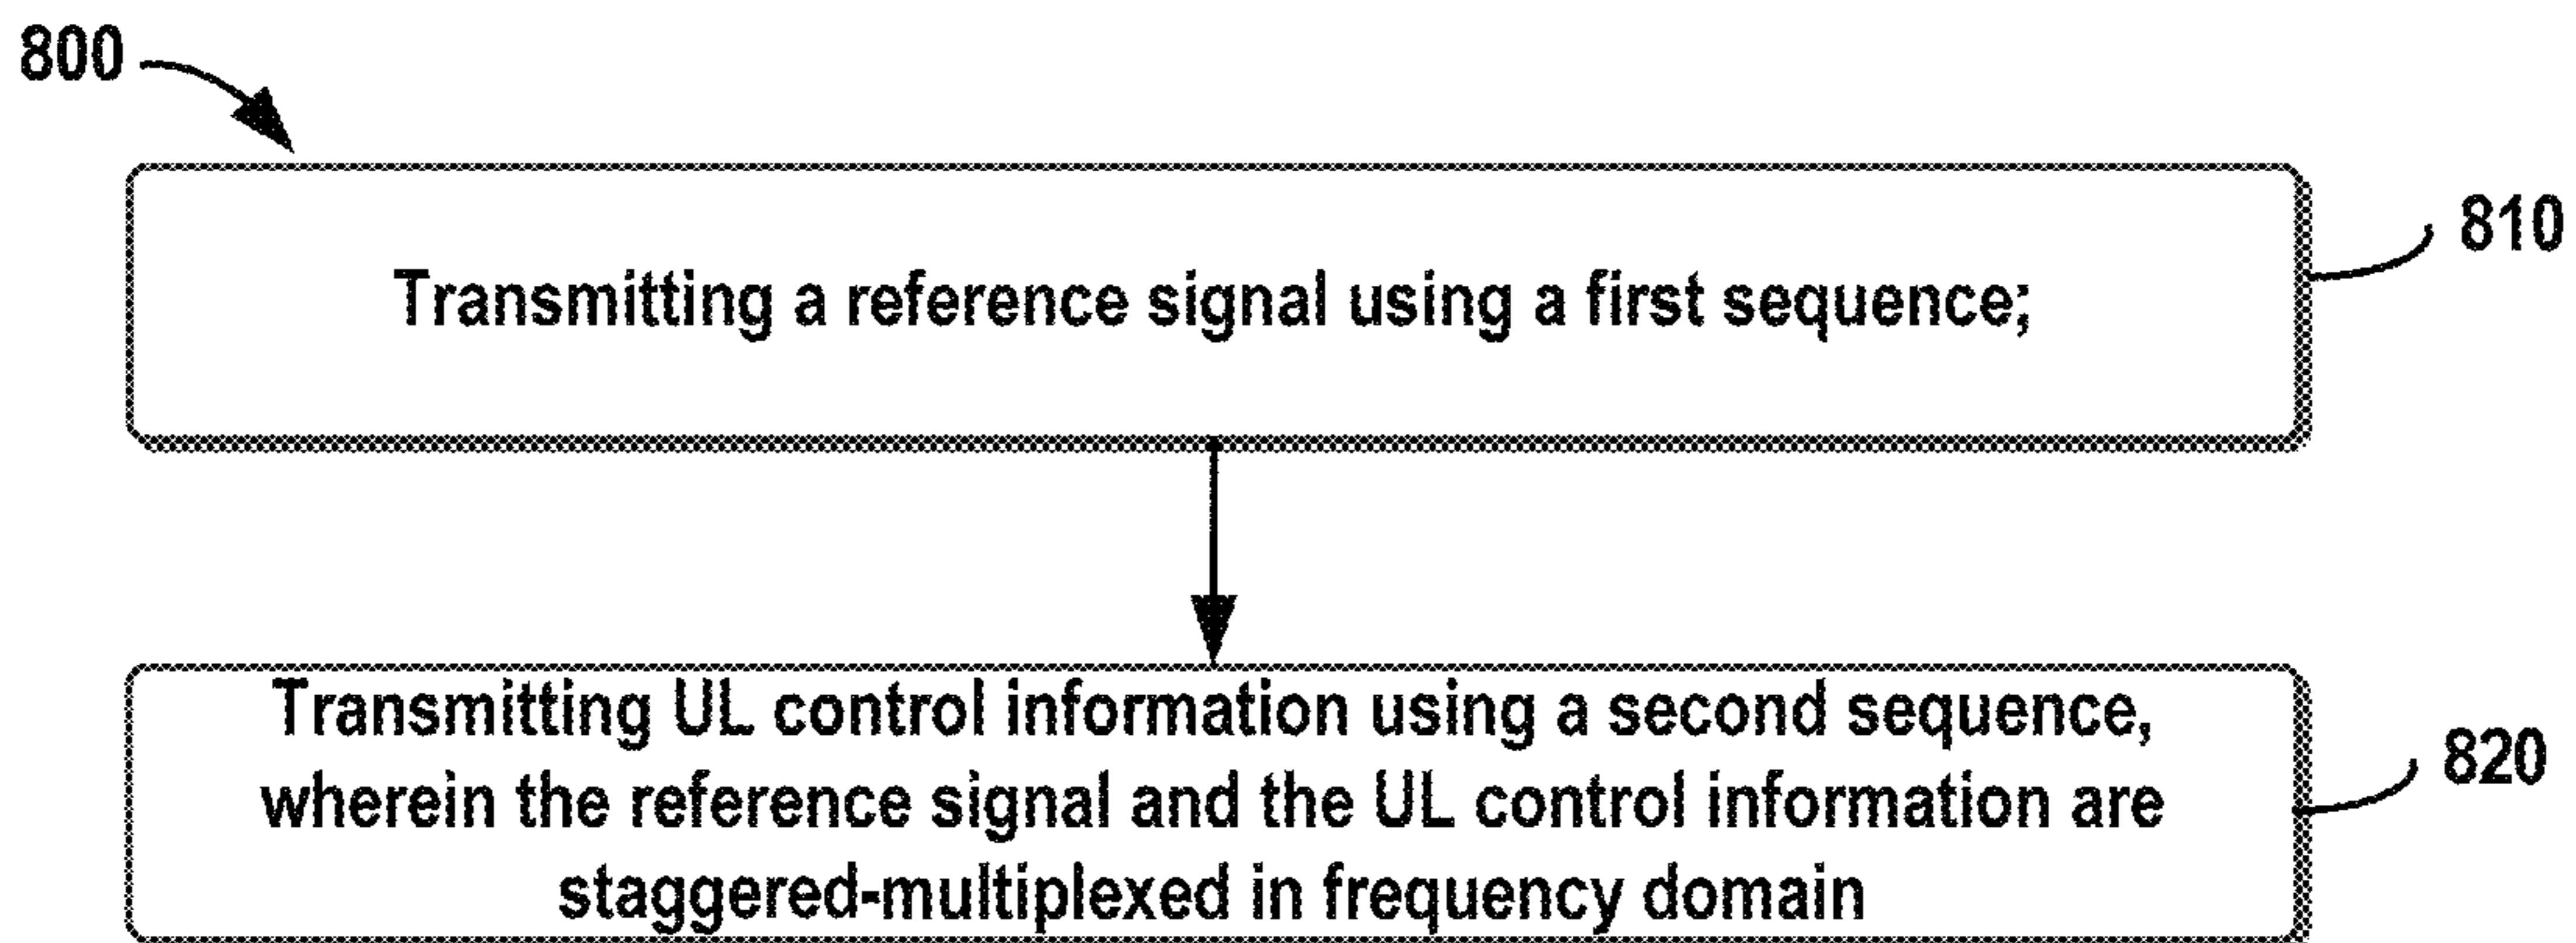 800
810
Transmitting a reference signal using a first sequence;
Transmitting UL control information using a second sequence,
820
wherein the reference signal and the UL control information are
staggered-multiplexed in frequency domain